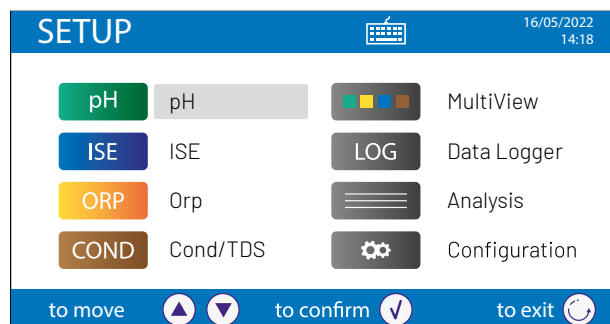 SETUP
16/05/2022
14:18
pH pH
ISE ISE
ORP Orp
COND Cond/TDS
MultiView
LOG Data Logger
Analysis
Configuration
to move to confirm to exit